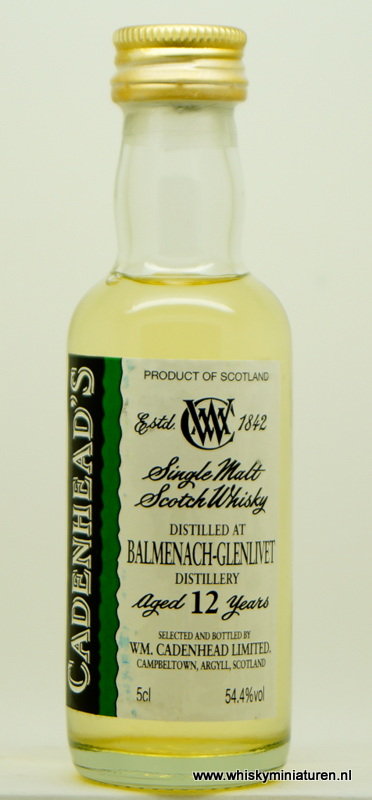 CADENHEAD'S
PRODUCT OF SCOTLAND
Estd. WC 1842
Single Malt
Scotch Whisky
DISTILLED AT
BALMENACH-GLENLIVET
DISTILLERY
Aged 12 Years
SELECTED AND BOTTLED BY
WM. CADENHEAD LIMITED.
CAMPBELTOWN, ARGYLL, SCOTLAND
5cl 54.4%vol
www.whiskyminiaturen.nl